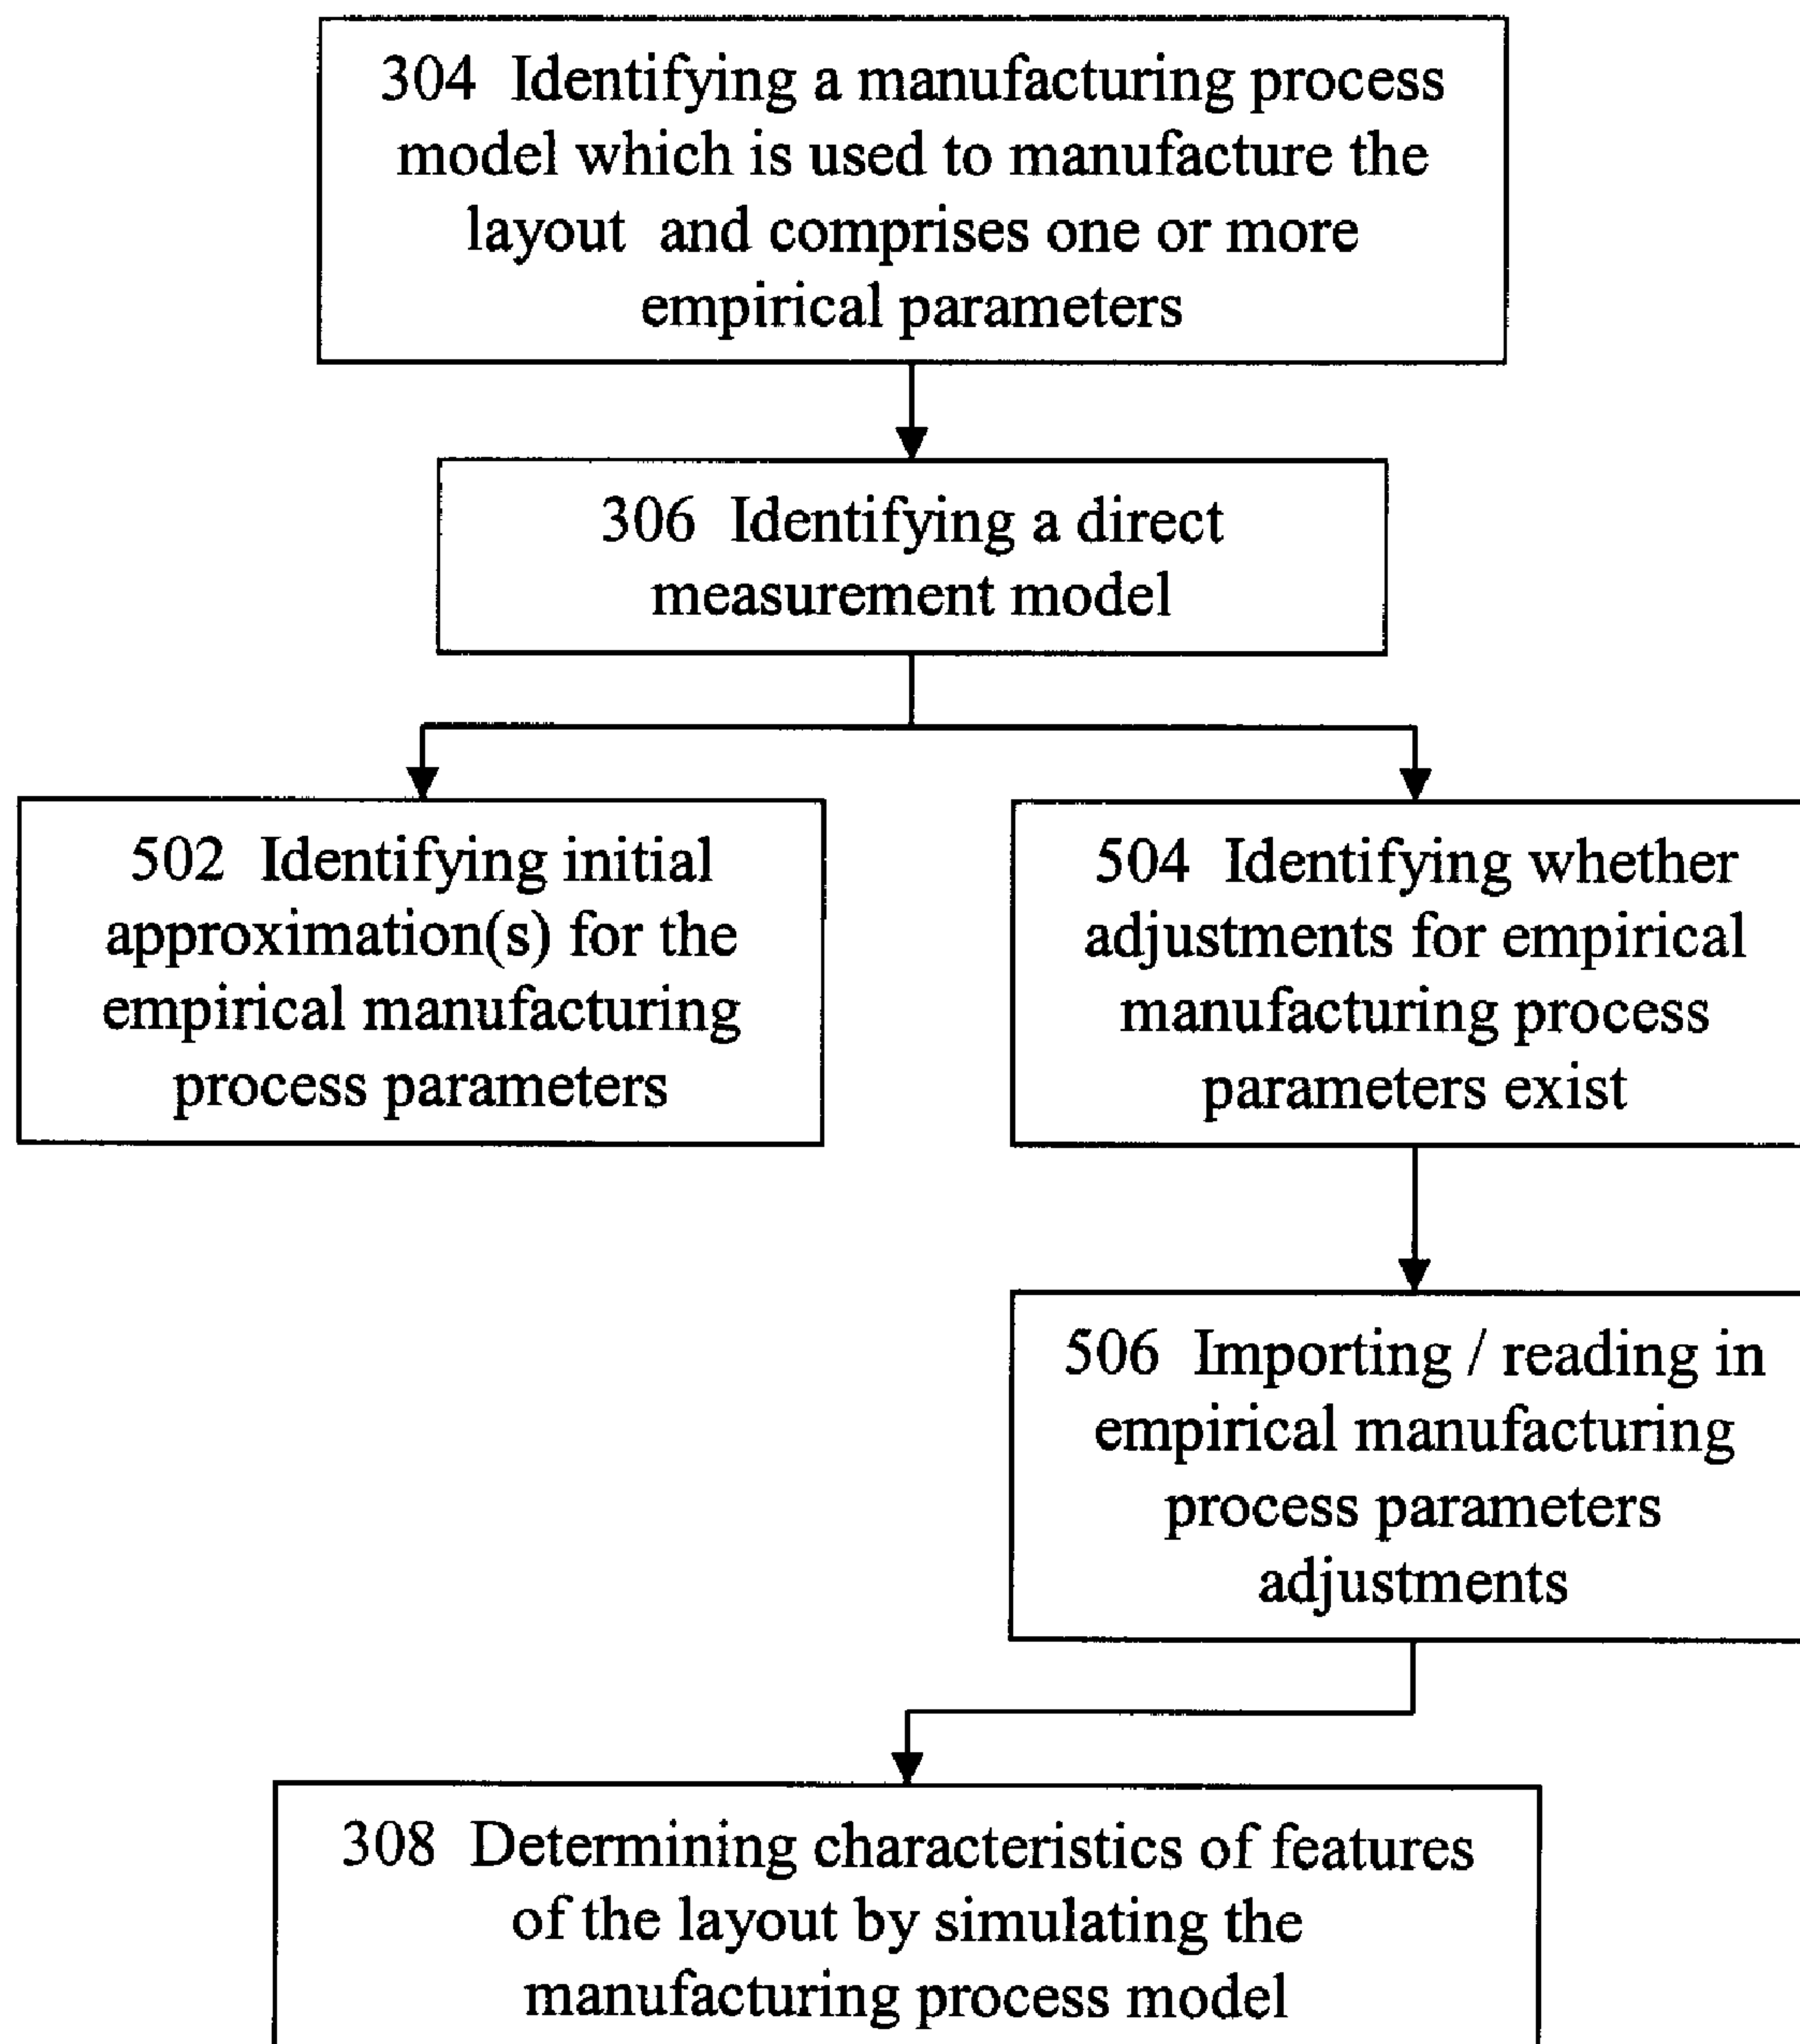 304 Identifying a manufacturing process
model which is used to manufacture the
layout and comprises one or more
empirical parameters
306 Identifying a direct
measurement model
502 Identifying initial
approximation(s) for the
empirical manufacturing
process parameters
504 Identifying whether
adjustments for empirical
manufacturing process
parameters exist
506 Importing / reading in
empirical manufacturing
process parameters
adjustments
308 Determining characteristics of features
of the layout by simulating the
manufacturing process model